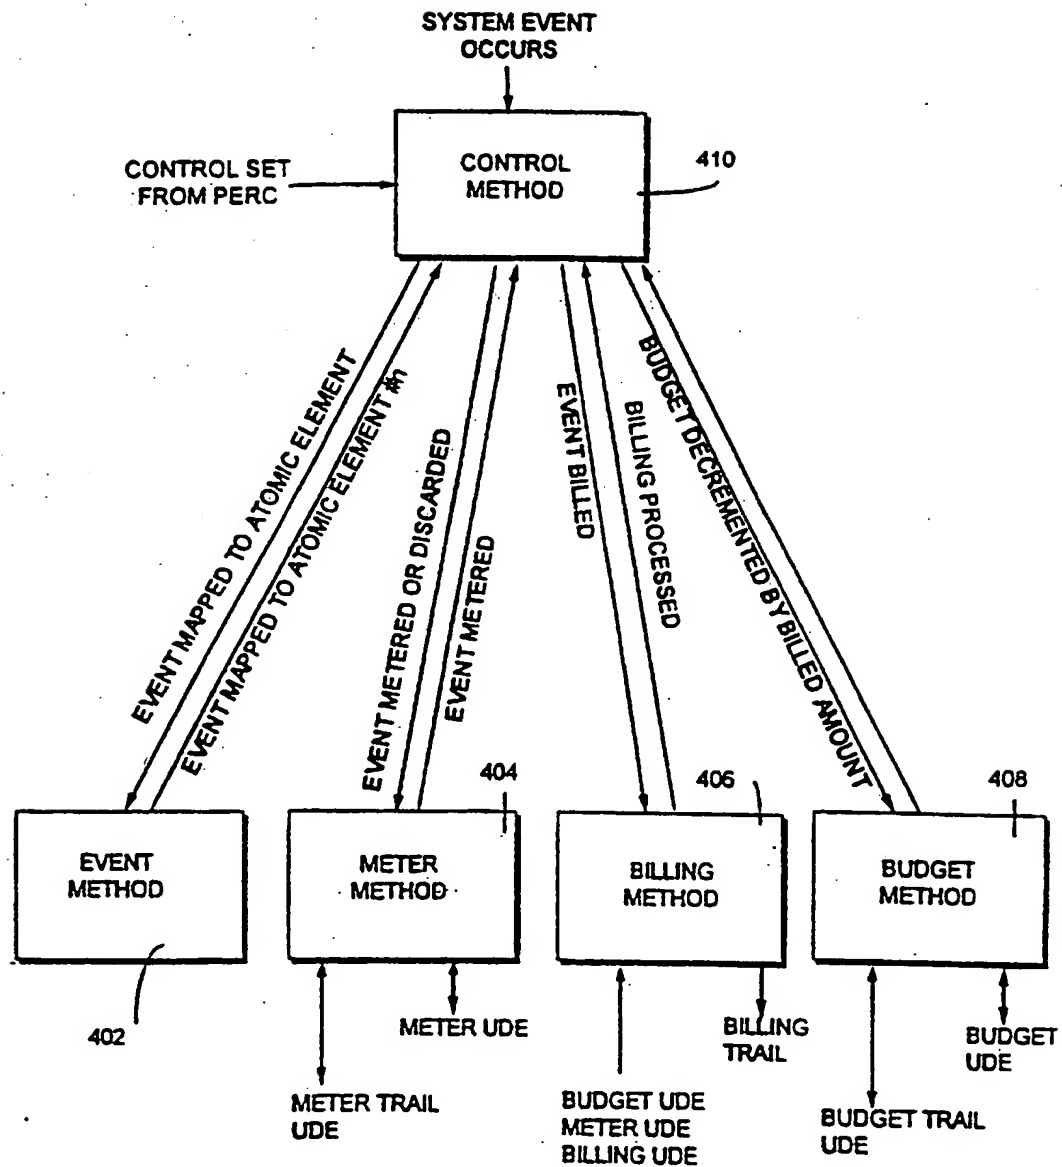 SYSTEM EVENT
OCCURS
CONTROL SET
FROM PERC
CONTROL
METHOD
410
EVENT MAPPED TO ATOMIC ELEMENT
EVENT MAPPED TO ATOMIC ELEMENT #n
EVENT METERED OR DISCARDED
EVENT METERED
EVENT BILLED
BILLING PROCESSED
BUDGET DECREMENTED BY BILLED AMOUNT
EVENT
METHOD
402
METER
METHOD
404
BILLING
METHOD
406
BUDGET
METHOD
408
METER TRAIL
UDE
METER UDE
BUDGET UDE
METER UDE
BILLING UDE
BILLING
TRAIL
BUDGET TRAIL
UDE
BUDGET
UDE